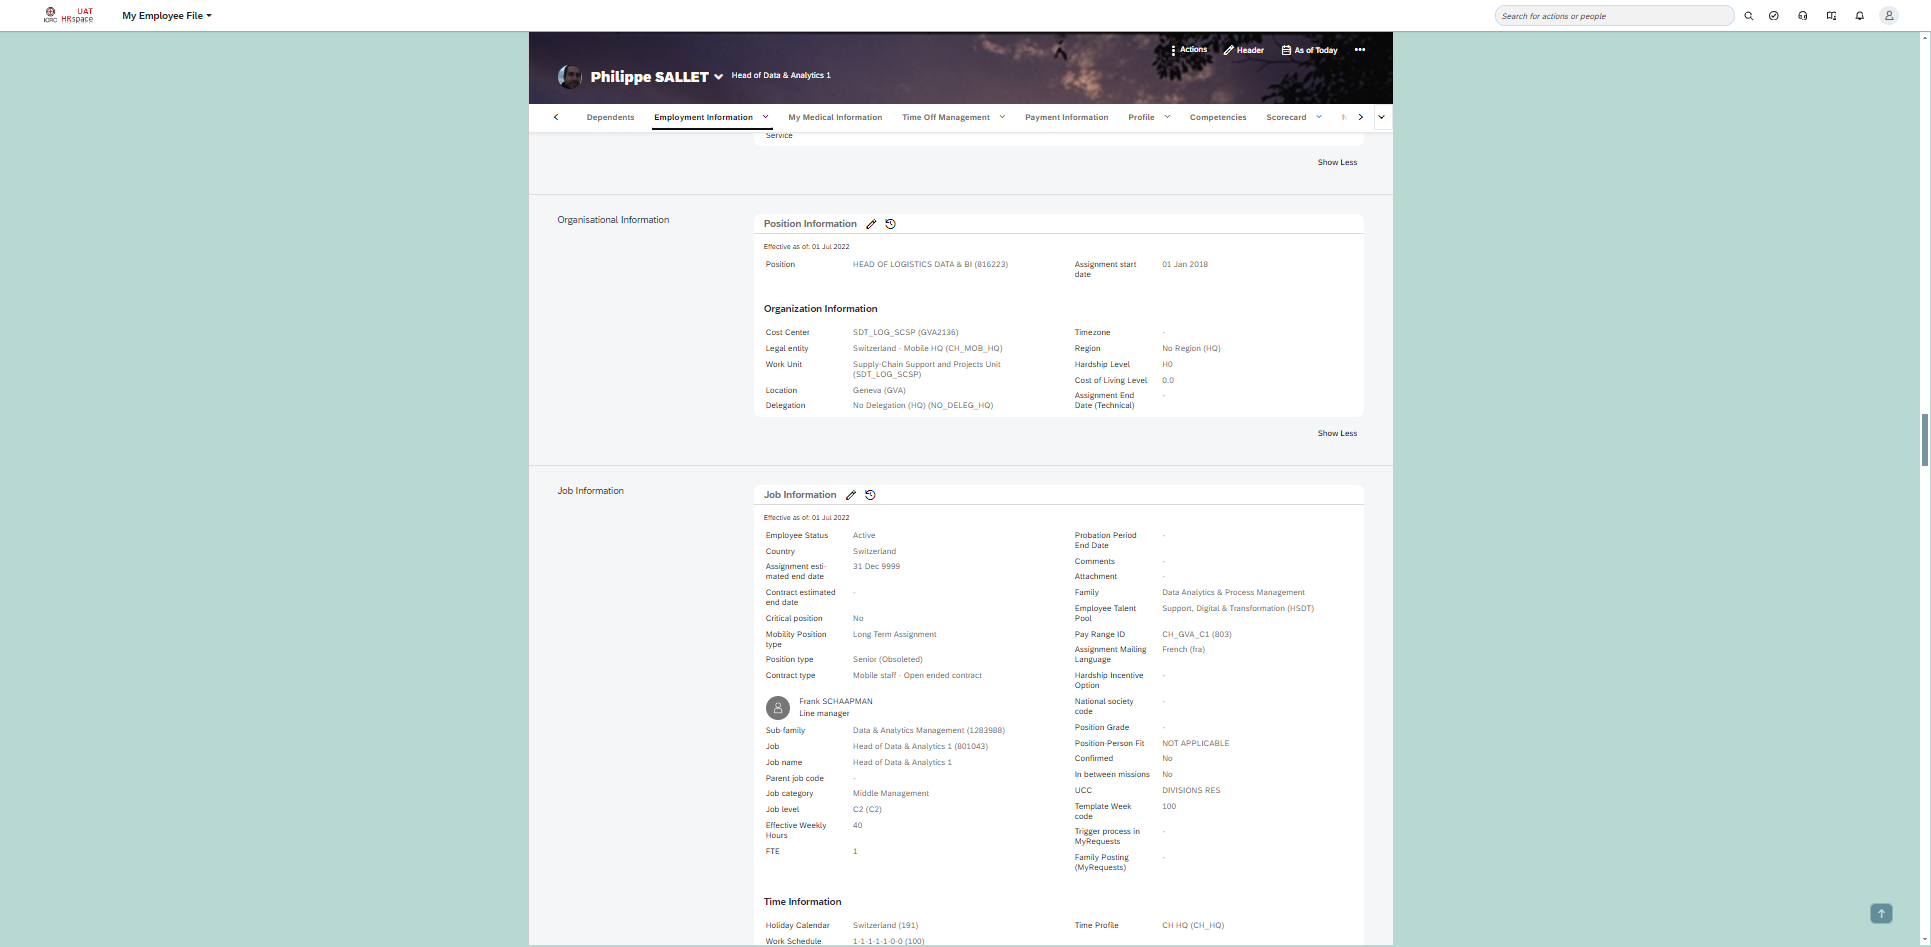 ICRC UAT HRspace
My Employee File
Search for actions or people
Actions
Header
As of Today
Philippe SALLET
Head of Data & Analytics 1
Dependents
Employment Information
My Medical Information
Time Off Management
Payment Information
Profile
Competencies
Scorecard
Service
Show Less
Organisational Information
Position Information
Effective as of: 01 Jul 2022
Position HEAD OF LOGISTICS DATA & BI (816223)
Assignment start
date
01 Jan 2018
Organization Information
Cost Center SDT_LOG_SCSP (GVA2136)
Legal entity Switzerland - Mobile HQ (CH_MOB_HQ)
Work Unit Supply-Chain Support and Projects Unit
(SDT_LOG_SCSP)
Location Geneva (GVA)
Delegation No Delegation (HQ) (NO_DELEG_HQ)
Timezone -
Region No Region (HQ)
Hardship Level H0
Cost of Living Level 0.0
Assignment End -
Date (Technical)
Show Less
Job Information
Job Information
Effective as of: 01 Jul 2022
Employee Status Active
Country Switzerland
Assignment esti- 31 Dec 9999
mated end date
Contract estimated -
end date
Critical position No
Mobility Position Long Term Assignment
type
Position type Senior (Obsoleted)
Contract type Mobile staff - Open ended contract
Frank SCHAAPMAN
Line manager
Sub-family Data & Analytics Management (1283988)
Job Head of Data & Analytics 1 (801043)
Job name Head of Data & Analytics 1
Parent job code -
Job category Middle Management
Job level C2 (C2)
Effective Weekly 40
Hours
FTE 1
Probation Period -
End Date
Comments -
Attachment -
Family Data Analytics & Process Management
Employee Talent Support, Digital & Transformation (HSDT)
Pool
Pay Range ID CH_GVA_C1 (803)
Assignment Mailing French (fra)
Language
Hardship Incentive -
Option
National society -
code
Position Grade -
Position-Person Fit NOT APPLICABLE
Confirmed No
In between missions No
UCC DIVISIONS RES
Template Week 100
code
Trigger process in -
MyRequests
Family Posting -
(MyRequests)
Time Information
Holiday Calendar Switzerland (191)
Time Profile CH HQ (CH_HQ)
Work Schedule 1-1-1-1-1-0-0 (100)